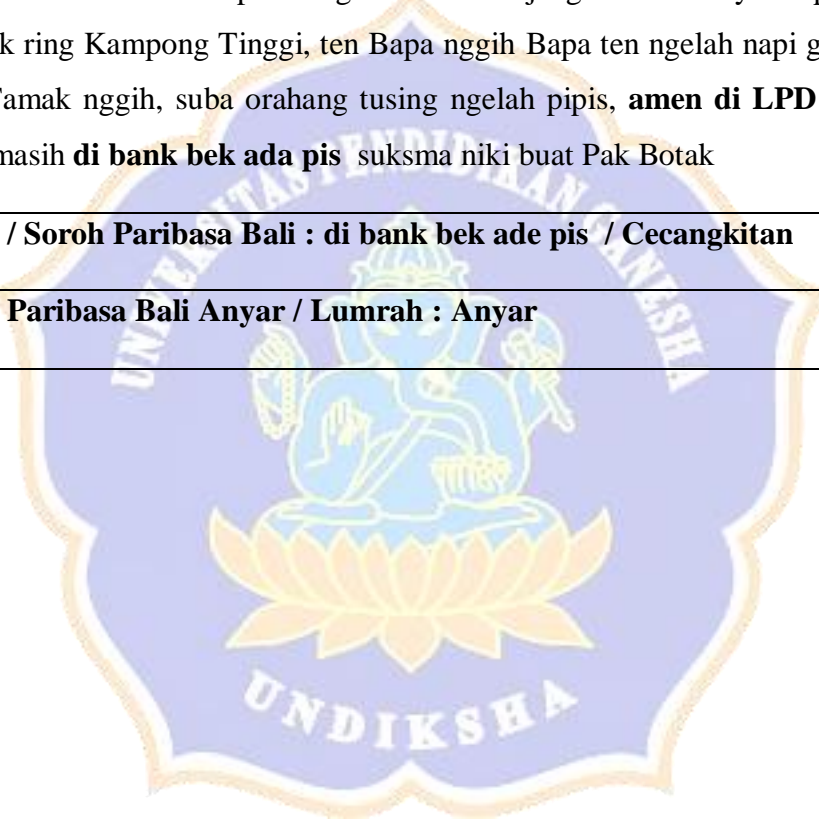 k ring Kampong Tinggi, ten Bapa nggih Bapa ten ngelah napi g
amak nggih, suba orahang tusing ngelah pipis, amen di LPD
masih di bank bek ada pis suksma niki buat Pak Botak
/ Soroh Paribasa Bali : di bank bek ade pis / Cecangkitan
Paribasa Bali Anyar / Lumrah : Anyar
UNIVERSITAS PENDIDIKAN GANESHA
UNDIKSHA